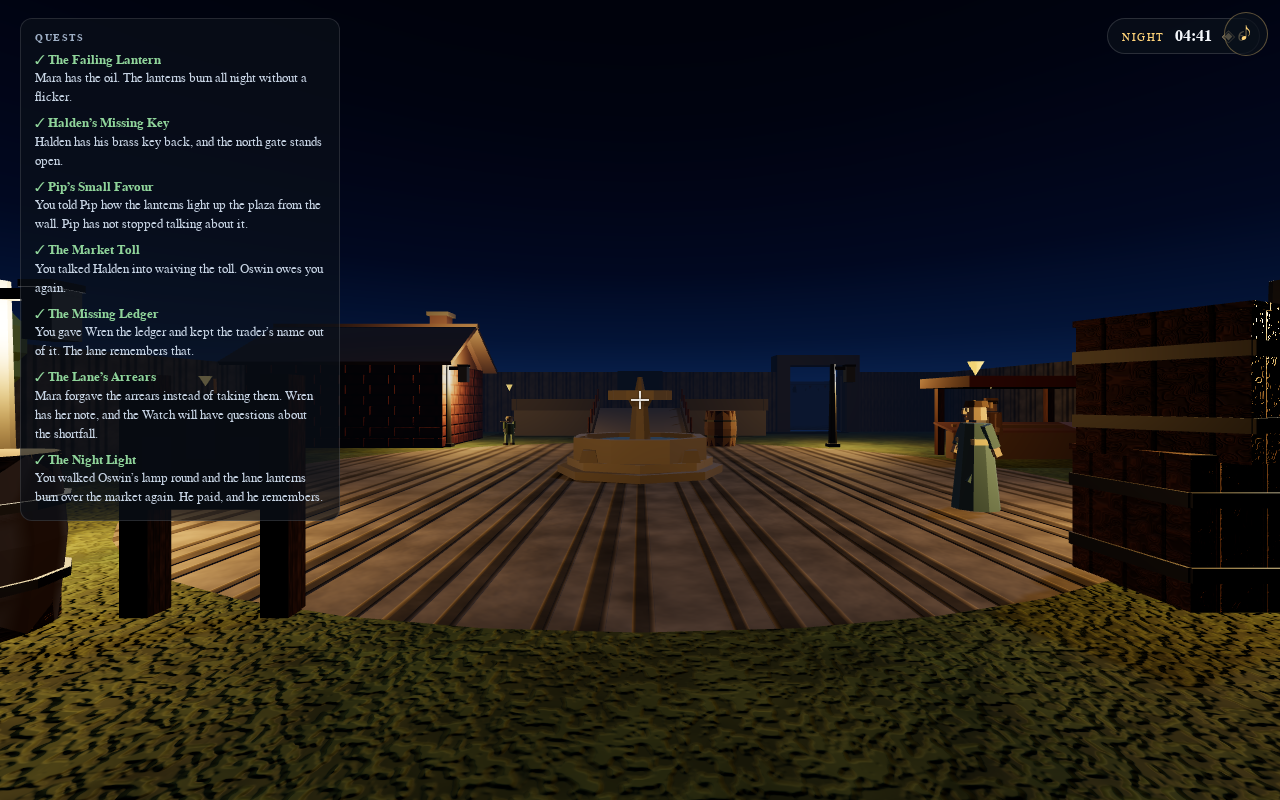 QUESTS
✓ The Failing Lantern
Mara has the oil. The lanterns burn all night without a
flicker.
✓ Halden's Missing Key
Halden has his brass key back, and the north gate stands
open.
✓ Pip's Small Favour
You told Pip how the lanterns light up the plaza from the
wall. Pip has not stopped talking about it.
✓ The Market Toll
You talked Halden into waiving the toll. Oswin owes you
again.
✓ The Missing Ledger
You gave Wren the ledger and kept the trader's name out
of it. The lane remembers that.
✓ The Lane's Arrears
Mara forgave the arrears instead of taking them. Wren
has her note, and the Watch will have questions about
the shortfall.
✓ The Night Light
You walked Oswin's lamp round and the lane lanterns
burn over the market again. He paid, and he remembers.
NIGHT 04:41